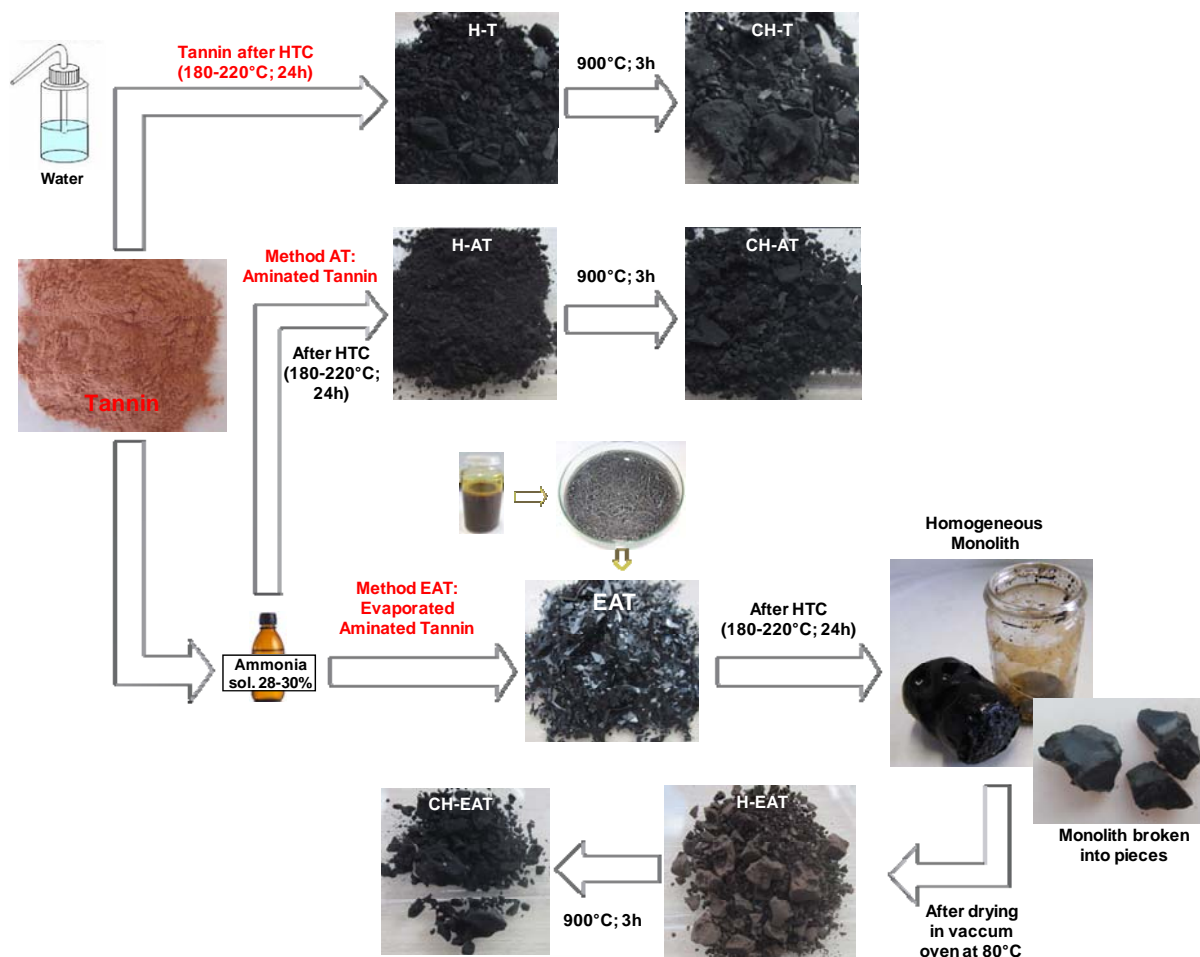 H-T
CH-T
Tannin after HTC
(180-220°C; 24h)
900°C; 3h
Water
H-AT
CH-AT
Method AT:
Aminated Tannin
900°C; 3h
After HTC
(180-220°C;
24h)
Tannin
Homogeneous
Monolith
Method EAT:
Evaporated
Aminated Tannin
EAT
After HTC
(180-220°C; 24h)
Ammonia
sol. 28-30%
CH-EAT
H-EAT
Monolith broken
into pieces
900°C; 3h
After drying
in vaccum
oven at 80°C